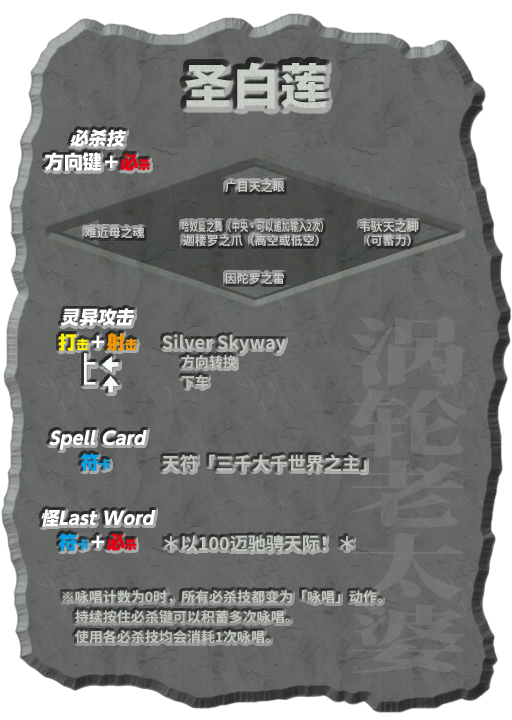 圣白莲
必杀技
方向键+必杀
广目天之眼
难近母之魂
哈奴曼之舞（中央・可以追加输入2次）
迦楼罗之爪（高空或低空）
韦驮天之脚
（可蓄力）
因陀罗之雷
灵异攻击
打击+射击 Silver Skyway
方向转换
下车
Spell Card
符卡 天符「三千大千世界之主」
怪Last Word
符卡+必杀 ＊以100迈驰骋天际！＊
※咏唱计数为0时，所有必杀技都变为「咏唱」动作。
持续按住必杀键可以积蓄多次咏唱。
使用各必杀技均会消耗1次咏唱。
涡轮老太婆